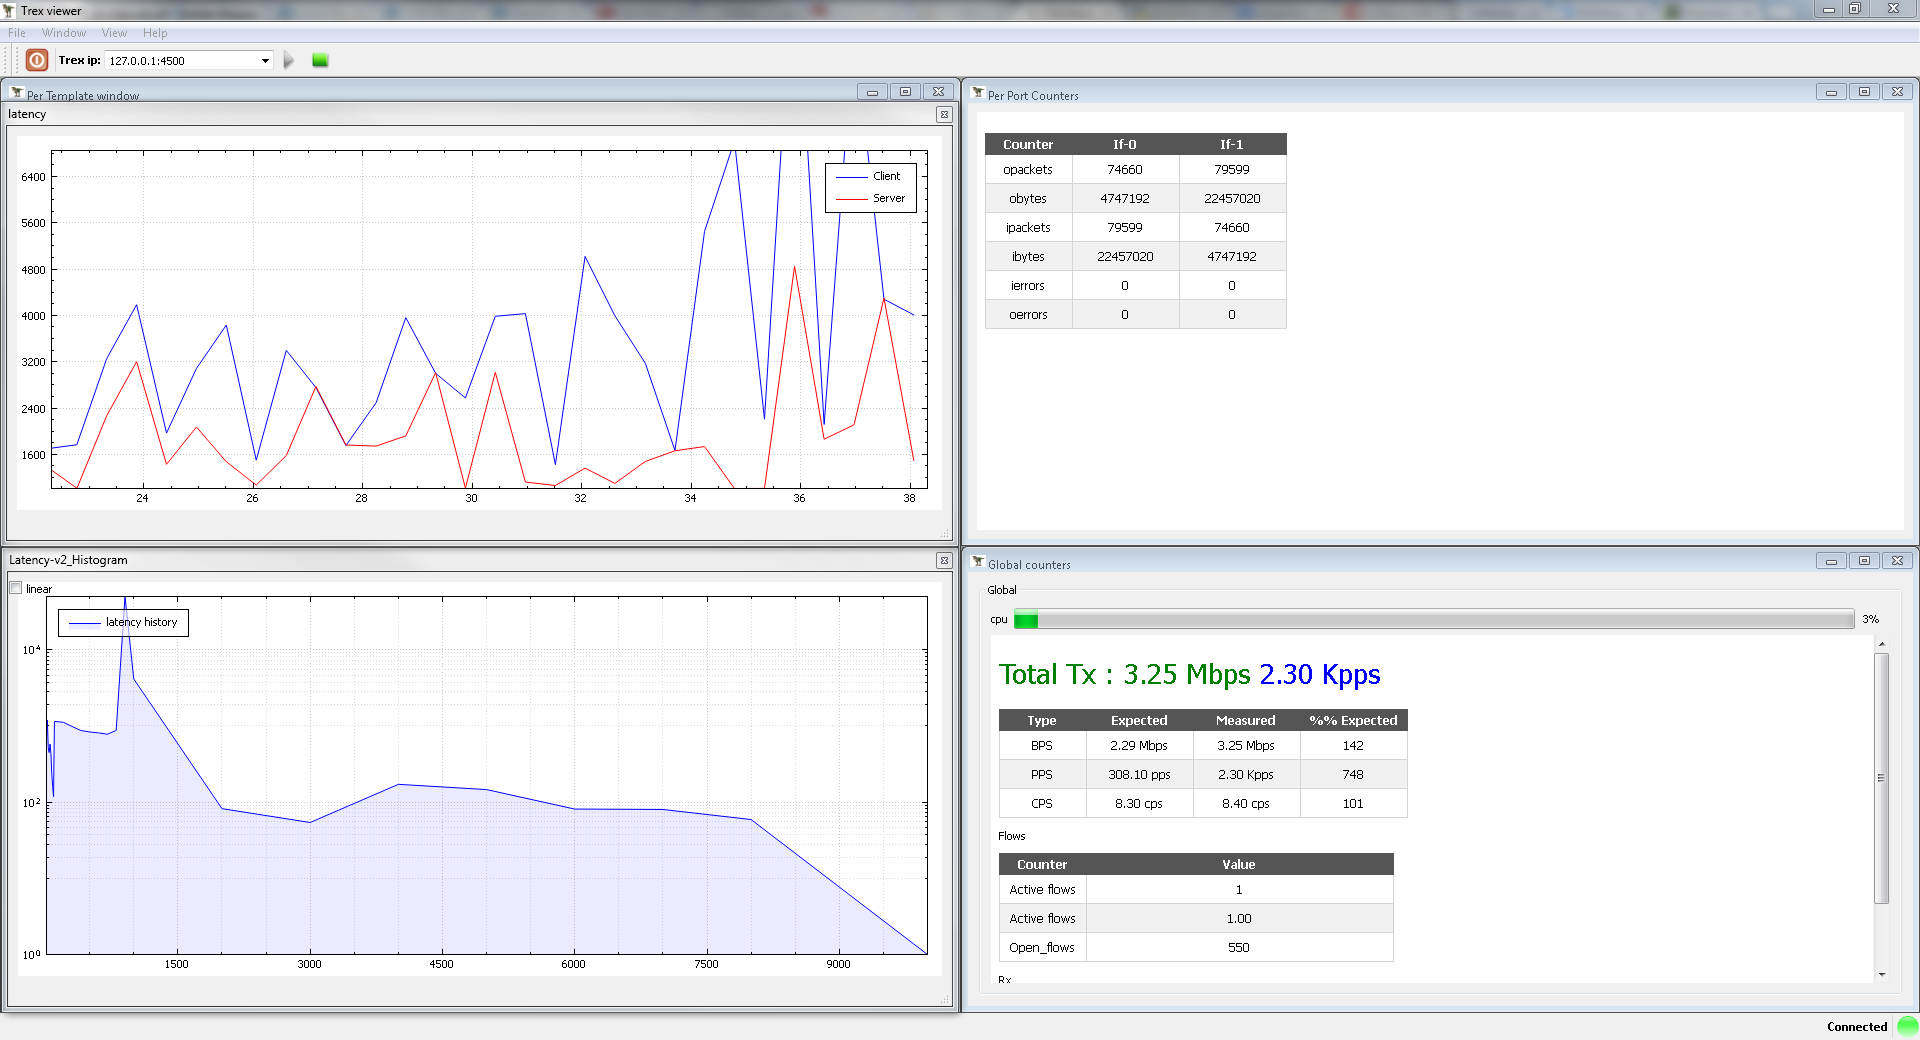 Trex viewer
File Window View Help
Trex ip: 127.0.0.1:4500
Per Template window
latency
6400
5600
4800
4000
3200
2400
1600
24 26 28 30 32 34 36 38
Client
Server
Per Port Counters
Counter If-0 If-1
opackets 74660 79599
obytes 4747192 22457020
ipackets 79599 74660
ibytes 22457020 4747192
ierrors 0 0
oerrors 0 0
Latency-v2_Histogram
linear
latency history
10⁴
10²
10⁰
1500 3000 4500 6000 7500 9000
Global counters
Global
cpu 3%
Total Tx : 3.25 Mbps 2.30 Kpps
Type Expected Measured %% Expected
BPS 2.29 Mbps 3.25 Mbps 142
PPS 308.10 pps 2.30 Kpps 748
CPS 8.30 cps 8.40 cps 101
Flows
Counter Value
Active flows 1
Active flows 1.00
Open_flows 550
Rx
Connected